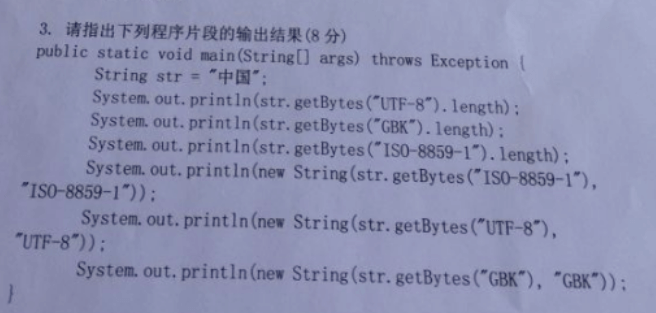 3. 请指出下列程序片段的输出结果(8 分)
public static void main(String[] args) throws Exception {
String str = "中国";
System.out.println(str.getBytes("UTF-8").length);
System.out.println(str.getBytes("GBK").length);
System.out.println(str.getBytes("ISO-8859-1").length);
System.out.println(new String(str.getBytes("ISO-8859-1"),
"ISO-8859-1"));
System.out.println(new String(str.getBytes("UTF-8"),
"UTF-8"));
System.out.println(new String(str.getBytes("GBK"), "GBK"));
}